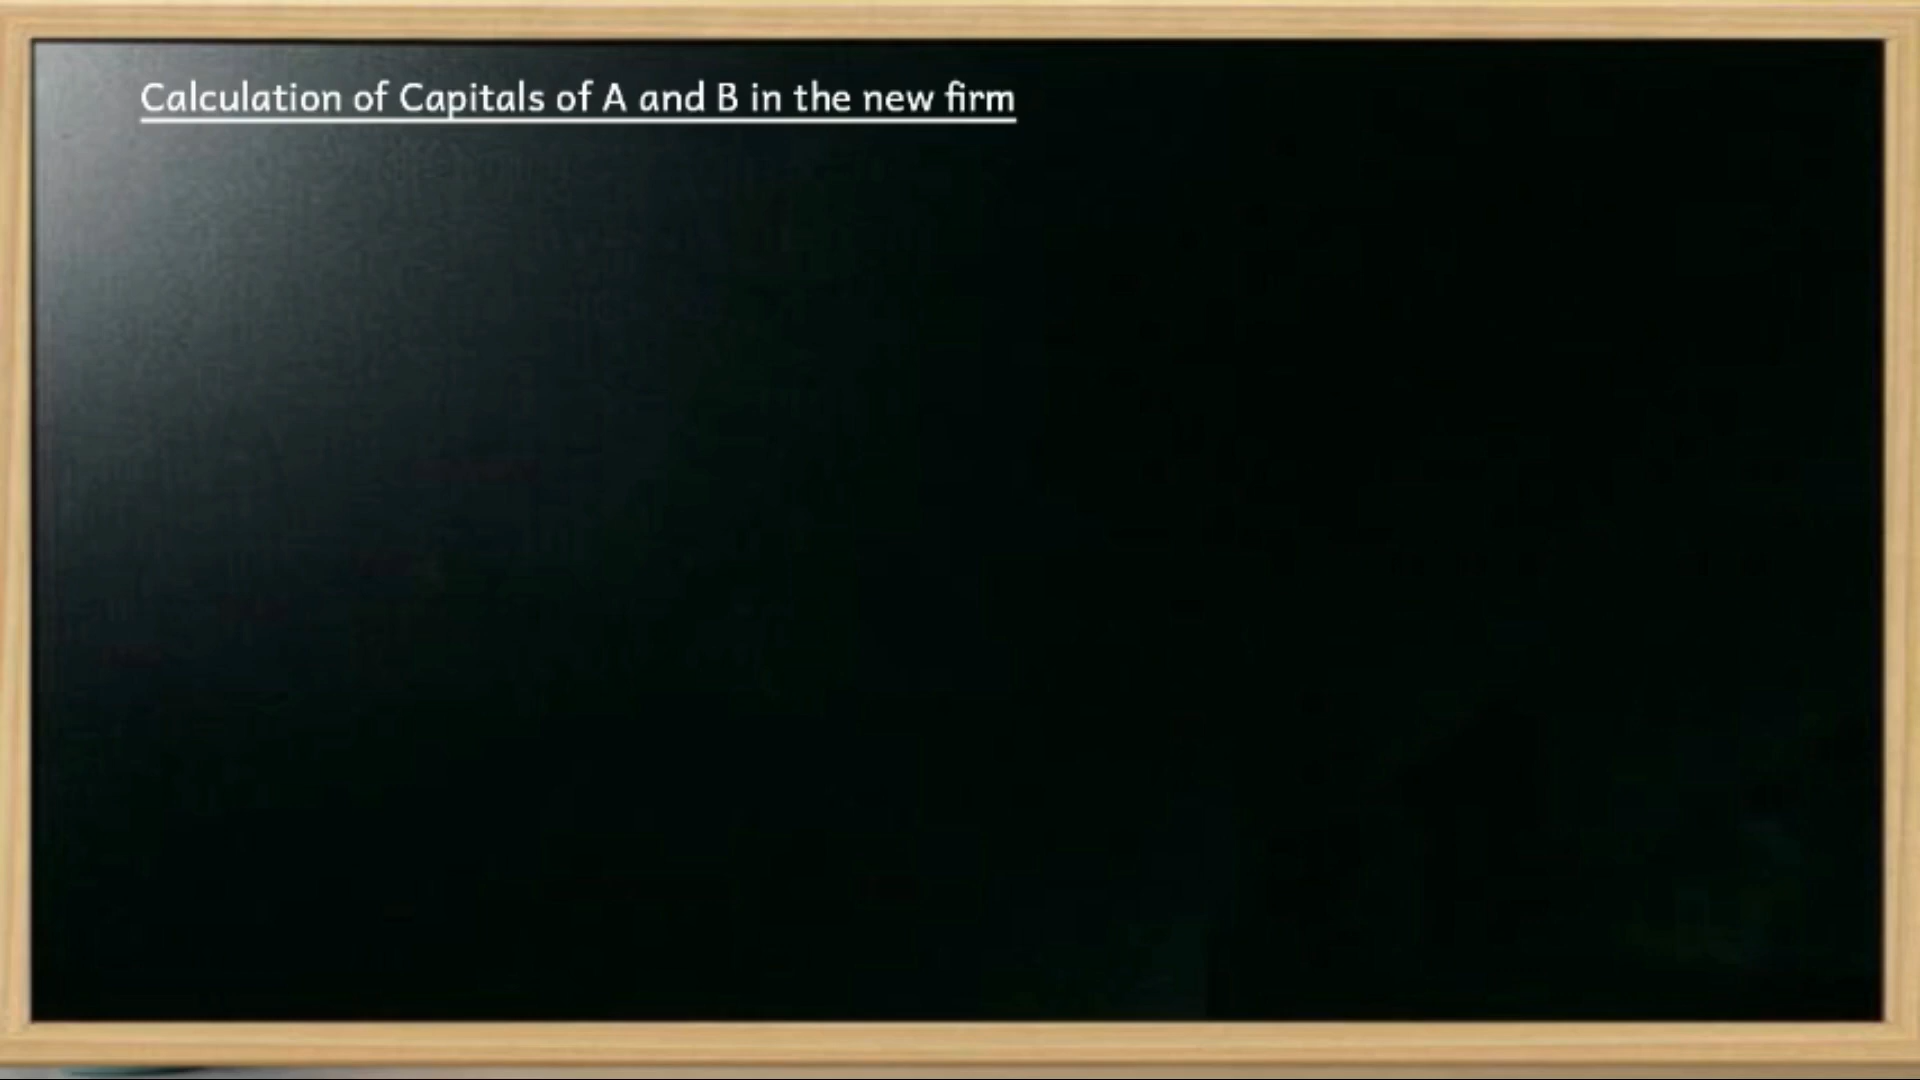 Calculation of Capitals of A and B in the new firm